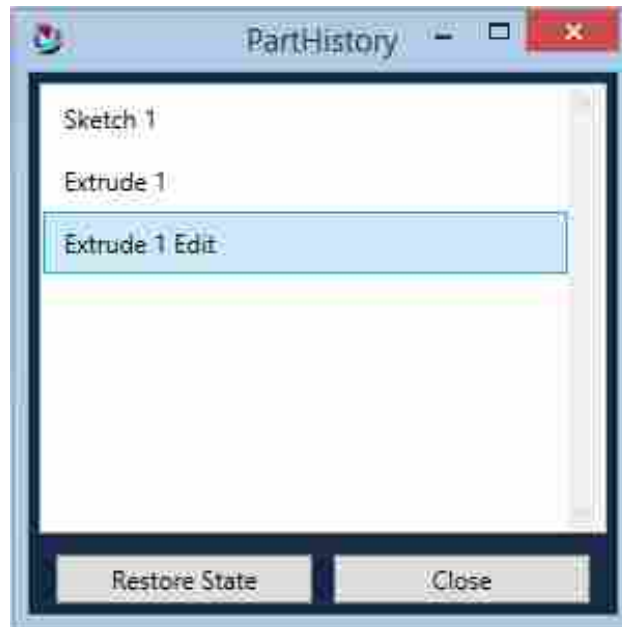 PartHistory
Sketch 1
Extrude 1
Extrude 1 Edit
Restore State
Close